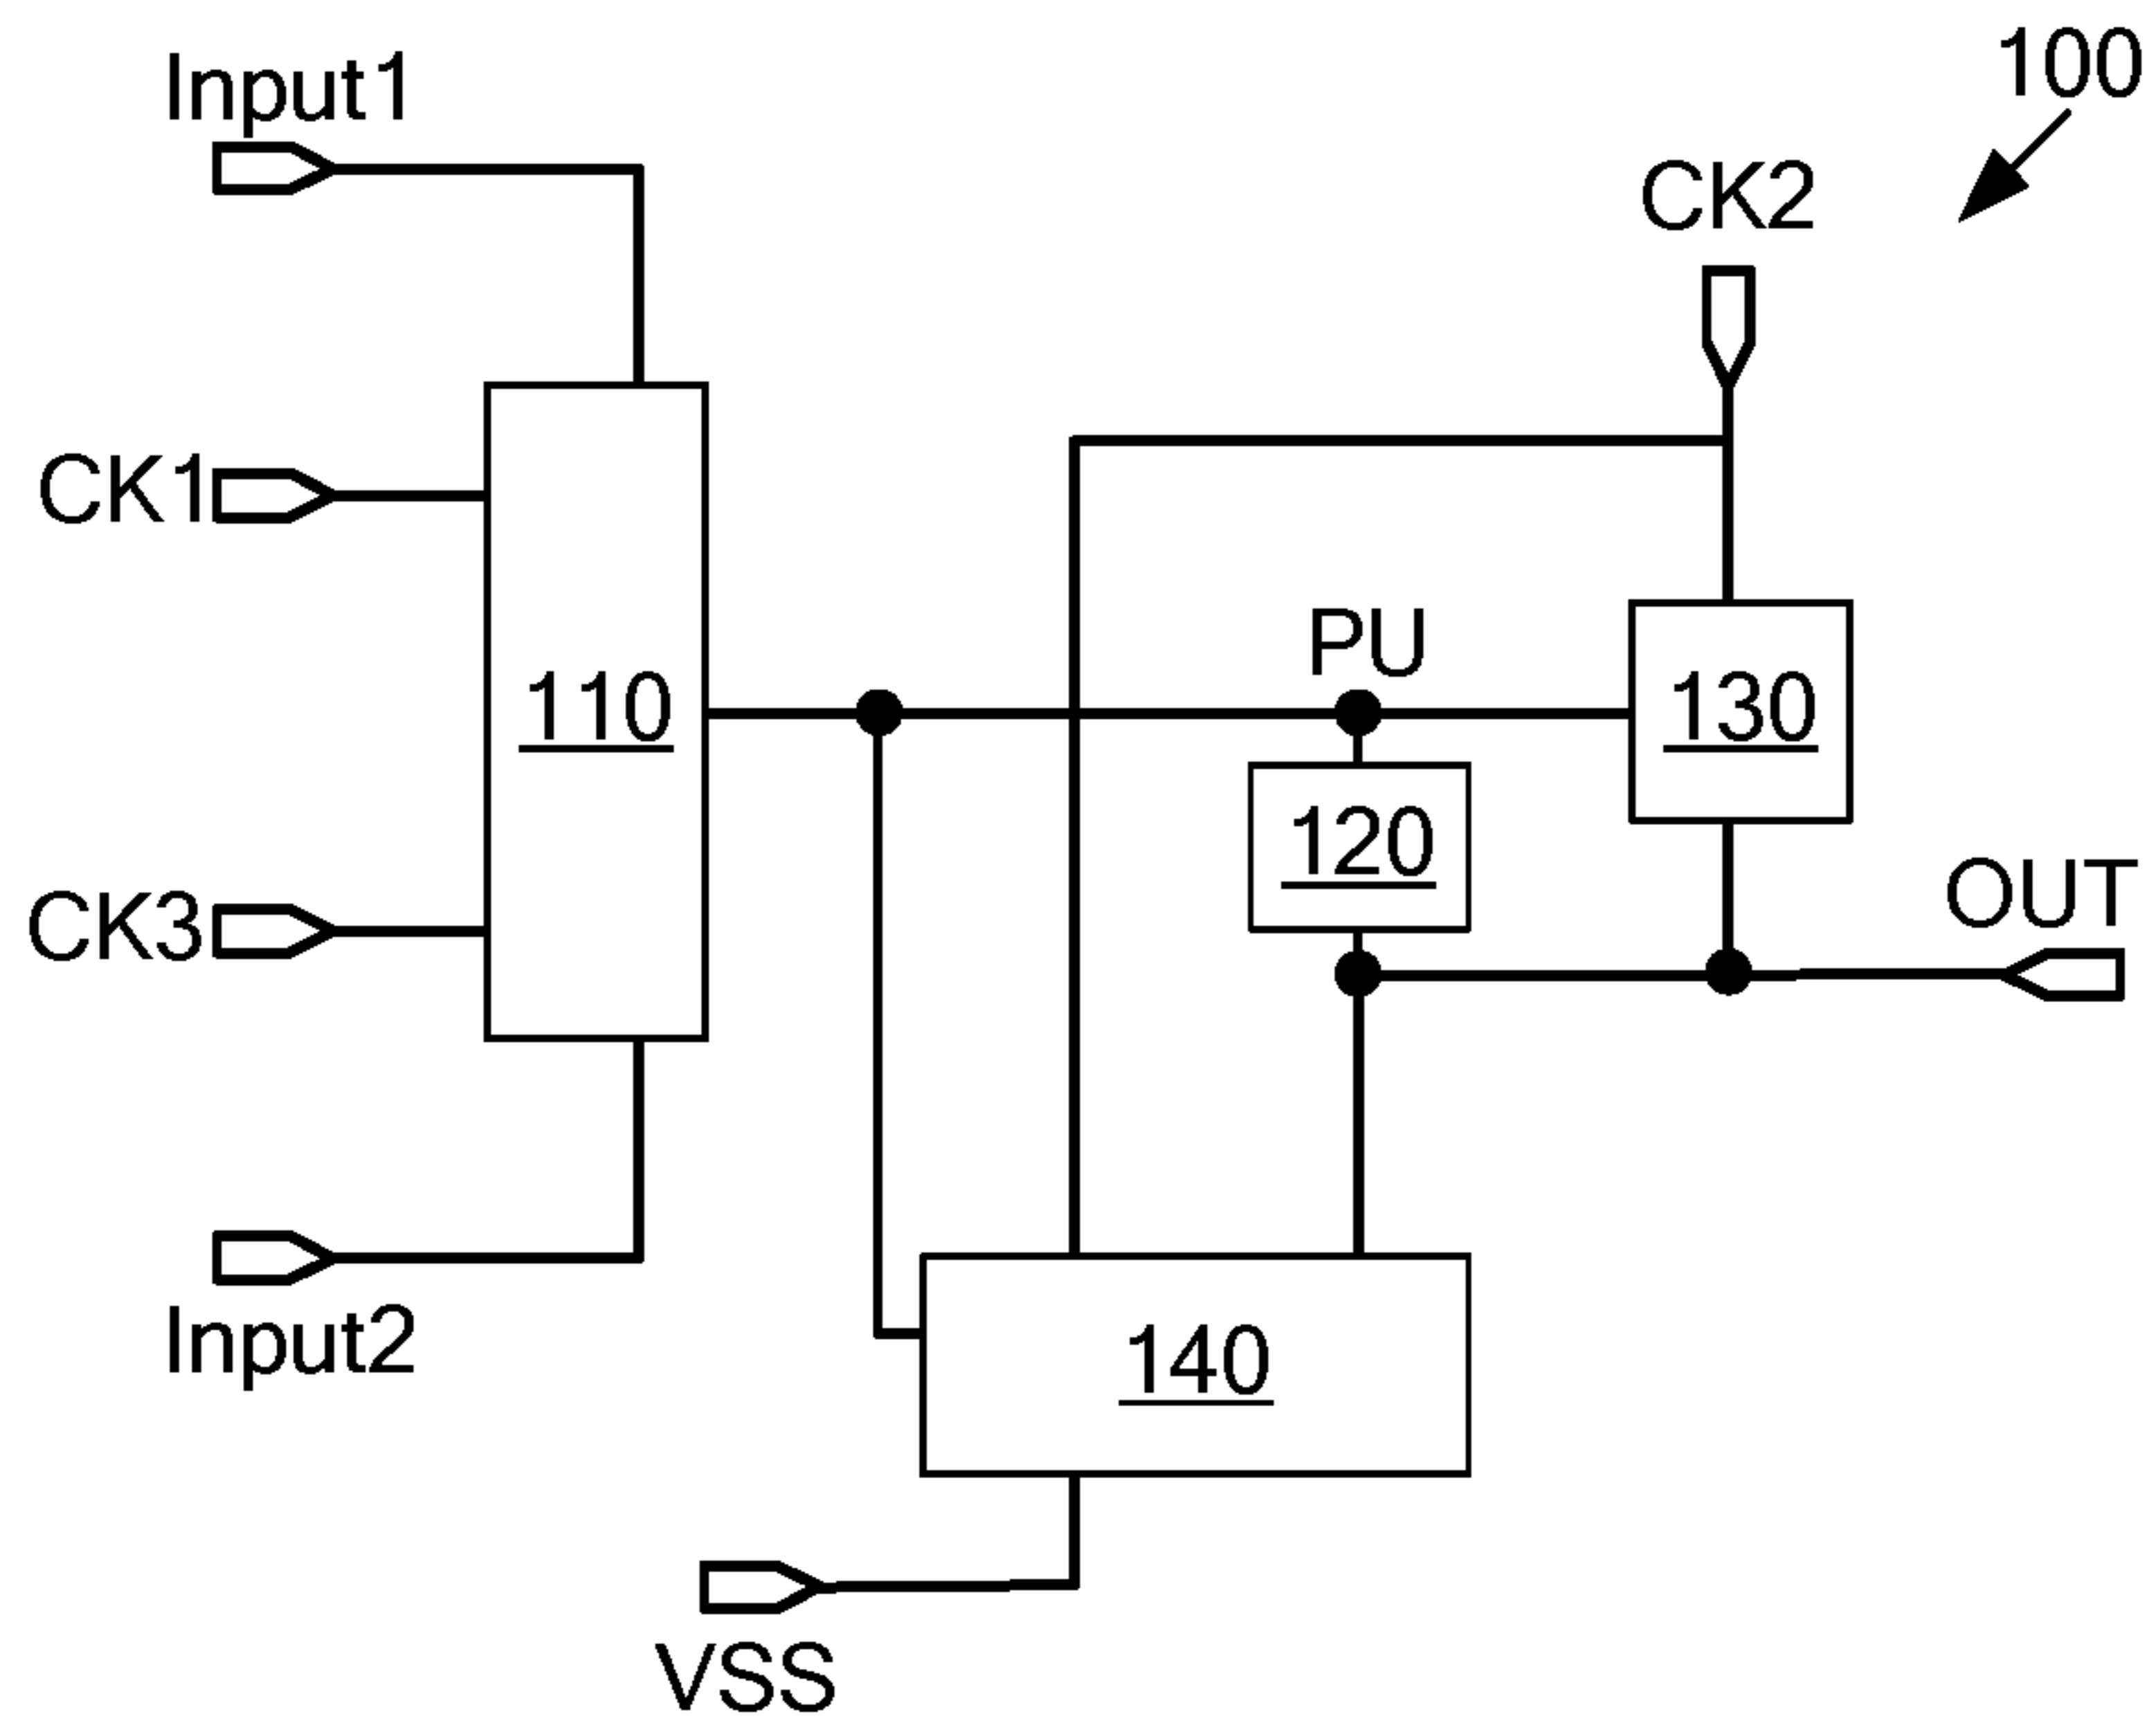 100
Input1
CK2
CK1
PU
110
130
120
OUT
CK3
Input2
140
VSS